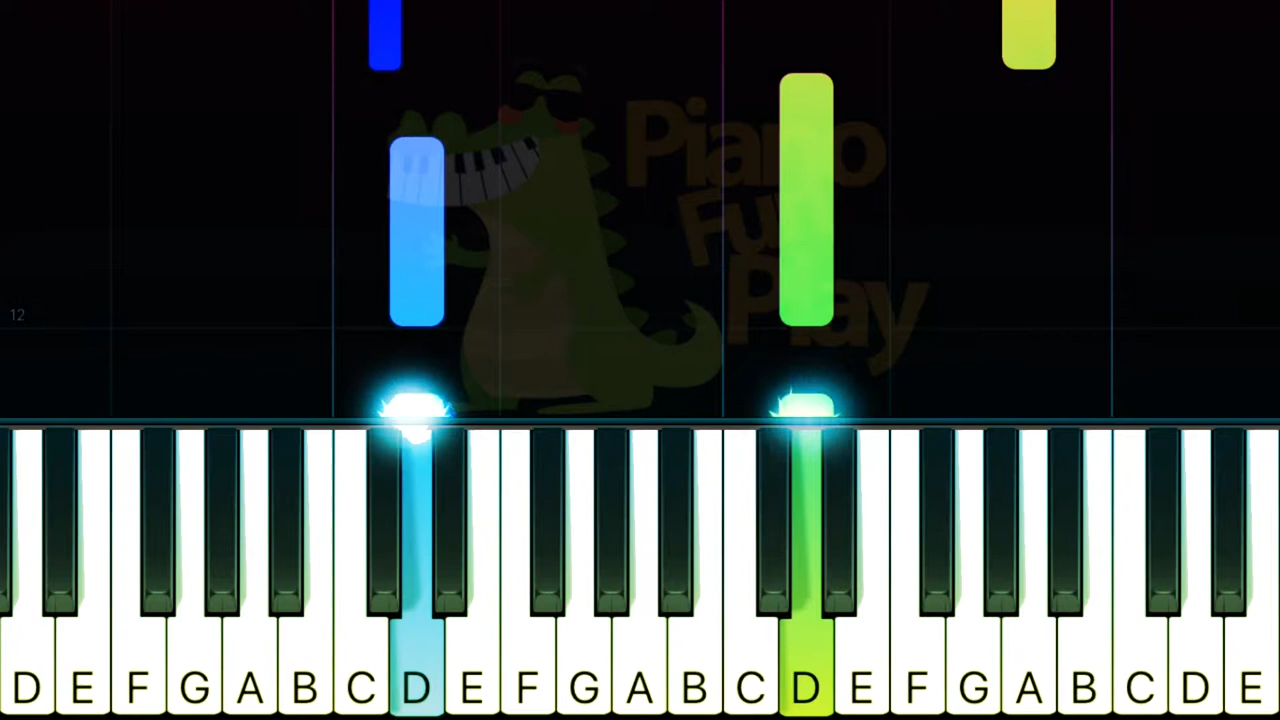 Piano
Fun
Play
12
D E F G A B C D E F G A B C D E F G A B C D E